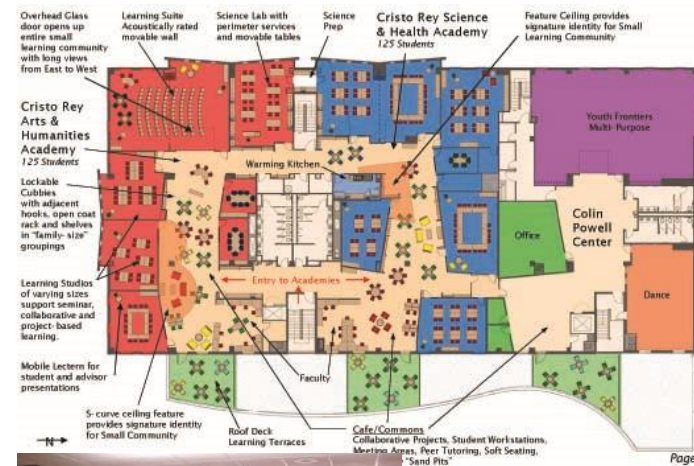 Overhead Glass
door opens up
entire small
learning community
with long views
from East to West
Learning Suite
Acoustically rated
movable wall
Science Lab with
perimeter services
and movable tables
Science
Prep
Cristo Rey Science
& Health Academy
125 Students
Feature Ceiling provides
signature identity for Small
Learning Community
Cristo Rey
Arts &
Humanities
Academy
125 Students
Lockable
Cubbies
with adjacent
hooks, open coat
rack and shelves
in "family- size"
groupings
Learning Studios
of varying sizes
support seminar,
collaborative and
project- based
learning.
Mobile Lectern for
student and advisor
presentations
S- curve ceiling feature
provides signature identity
for Small Community
Warming Kitchen
Entry to Academies
Faculty
Roof Deck
Learning Terraces
Cafe/Commons
Collaborative Projects, Student Workstations,
Meeting Areas, Peer Tutoring, Soft Seating,
"Sand Pits"
Youth Frontiers
Multi- Purpose
Office
Colin
Powell
Center
Dance
N
Page